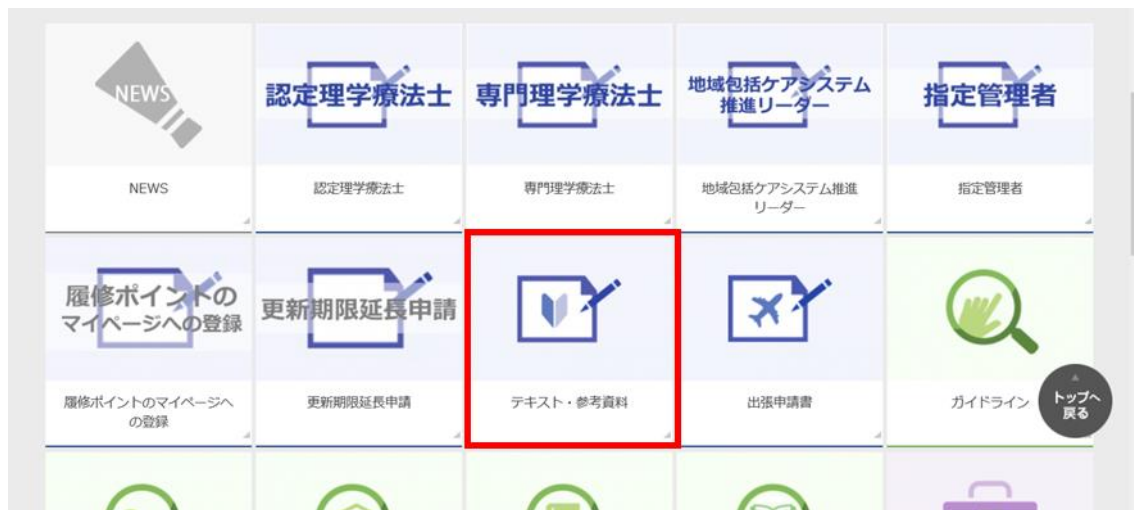 NEWS
認定理学療法士
専門理学療法士
地域包括ケアシステム
推進リーダー
指定管理者
NEWS
認定理学療法士
専門理学療法士
地域包括ケアシステム推進
リーダー
指定管理者
履修ポイントの
マイページへの登録
更新期限延長申請
履修ポイントのマイページへ
の登録
更新期限延長申請
テキスト・参考資料
出張申請書
ガイドライン
トップへ
戻る